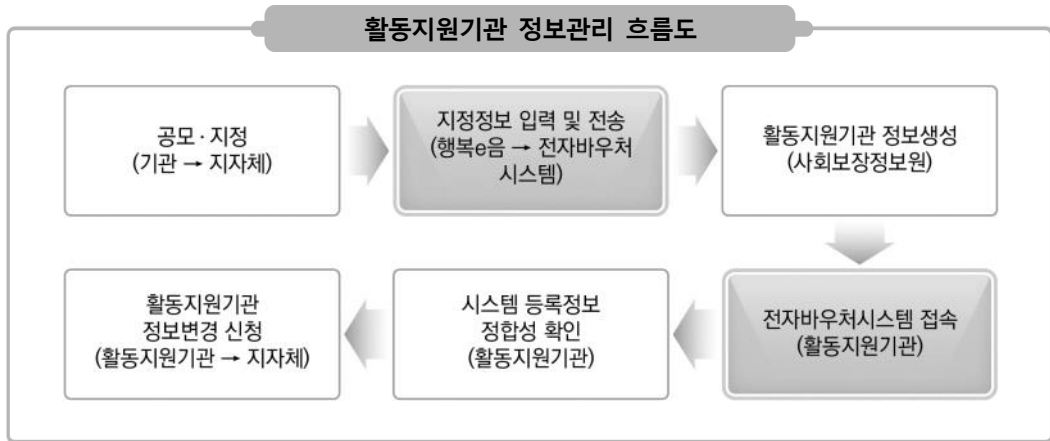 활동지원기관 정보관리 흐름도
공모·지정
(기관 → 지자체)
지정정보 입력 및 전송
(행복e음 → 전자바우처
시스템)
활동지원기관 정보생성
(사회보장정보원)
전자바우처시스템 접속
(활동지원기관)
시스템 등록정보
정합성 확인
(활동지원기관)
활동지원기관
정보변경 신청
(활동지원기관 → 지자체)